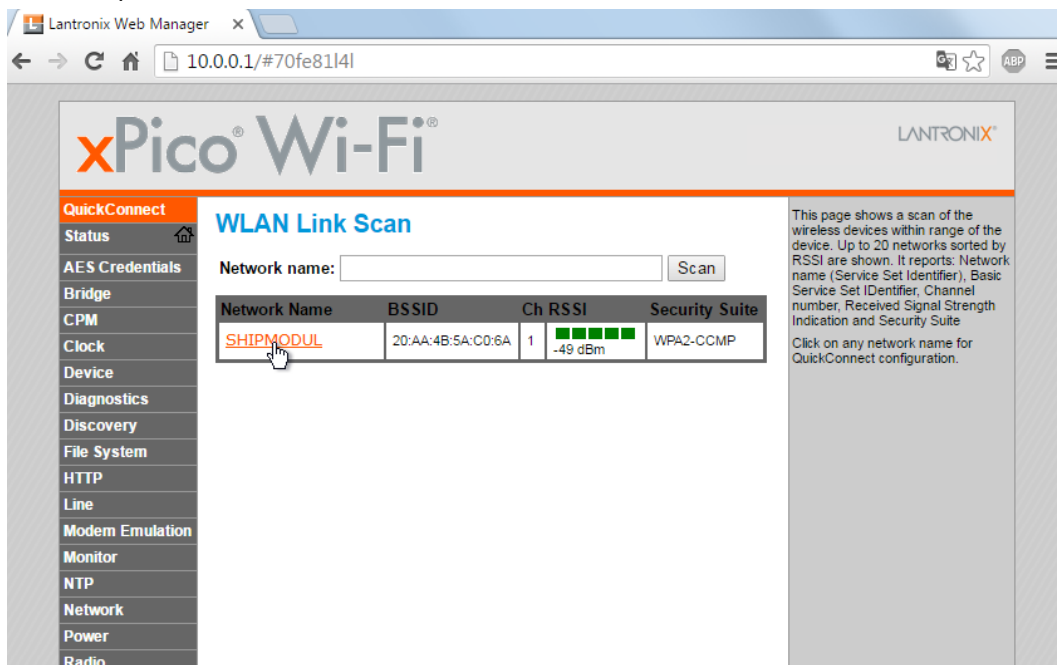 Lantronix Web Manager
10.0.0.1/#70fe81l4l
ABP
xPico® Wi-Fi®
LANTRONIX®
QuickConnect
Status
AES Credentials
Bridge
CPM
Clock
Device
Diagnostics
Discovery
File System
HTTP
Line
Modem Emulation
Monitor
NTP
Network
Power
Radio
WLAN Link Scan
Network name:
Scan
Network Name BSSID Ch RSSI Security Suite
SHIPMODUL 20:AA:4B:5A:C0:6A 1 -49 dBm WPA2-CCMP
This page shows a scan of the
wireless devices within range of the
device. Up to 20 networks sorted by
RSSI are shown. It reports: Network
name (Service Set Identifier), Basic
Service Set IDentifier, Channel
number, Received Signal Strength
Indication and Security Suite
Click on any network name for
QuickConnect configuration.